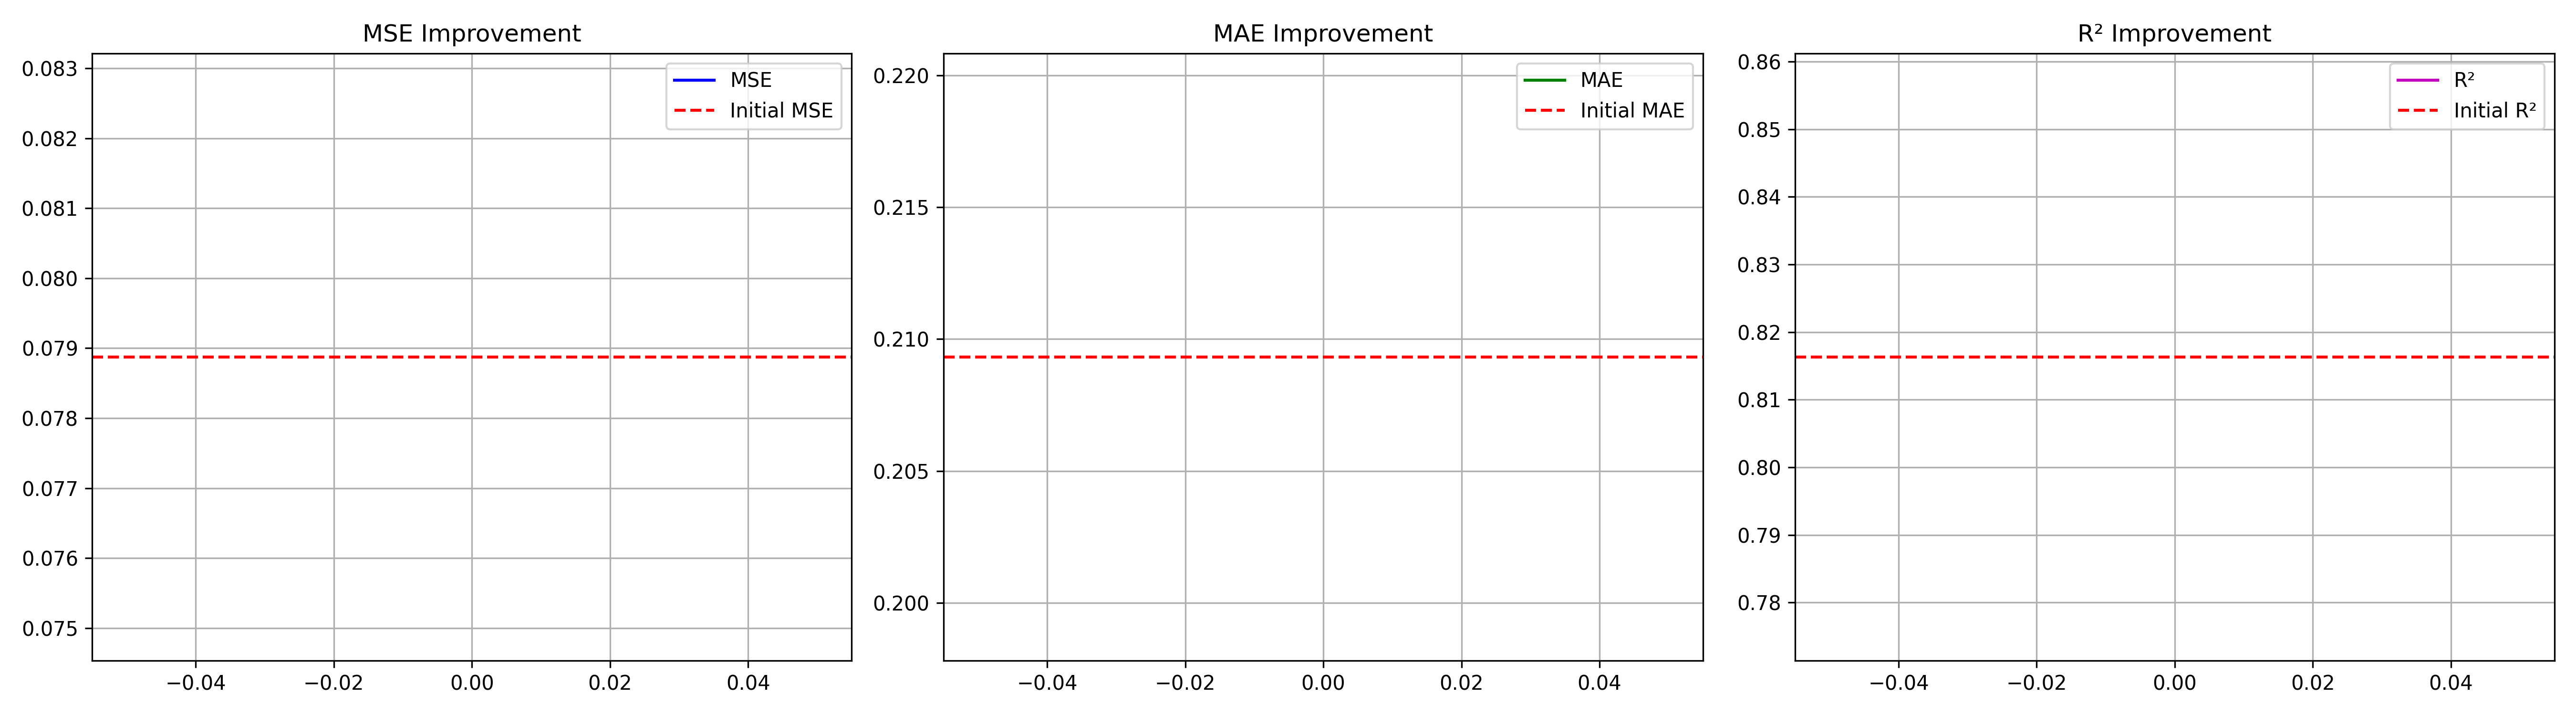 MSE Improvement
0.083
0.082
0.081
0.080
0.079
0.078
0.077
0.076
0.075
−0.04 −0.02 0.00 0.02 0.04
MSE
Initial MSE
MAE Improvement
0.220
0.215
0.210
0.205
0.200
−0.04 −0.02 0.00 0.02 0.04
MAE
Initial MAE
R² Improvement
0.86
0.85
0.84
0.83
0.82
0.81
0.80
0.79
0.78
−0.04 −0.02 0.00 0.02 0.04
R²
Initial R²